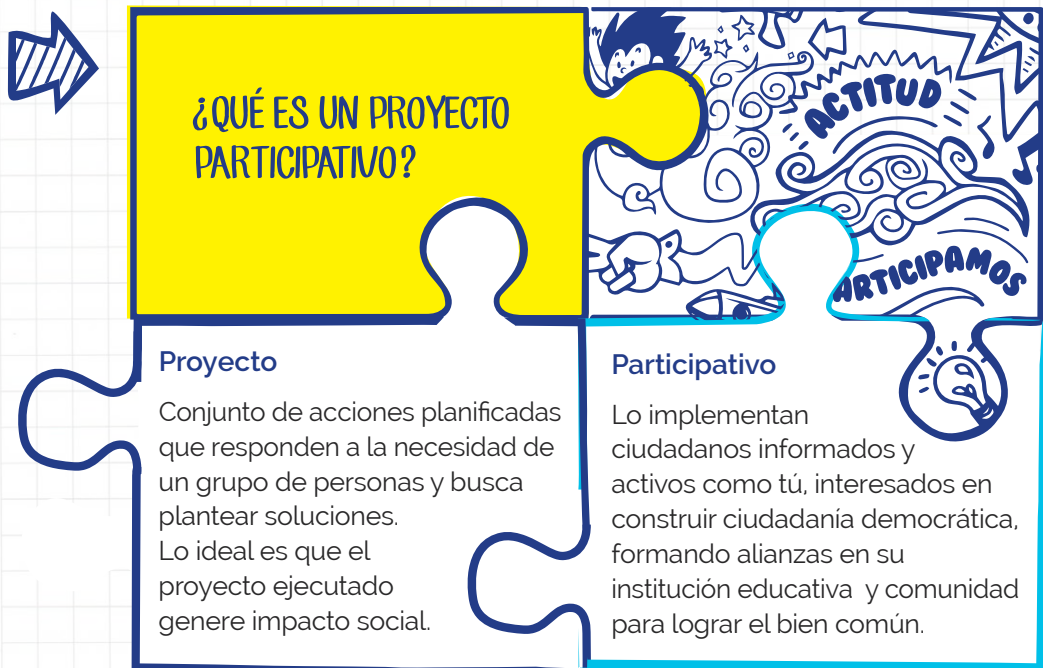 ¿QUÉ ES UN PROYECTO
PARTICIPATIVO?
ACTITUD
ARTICIPAMOS
Proyecto
Conjunto de acciones planificadas
que responden a la necesidad de
un grupo de personas y busca
plantear soluciones.
Lo ideal es que el
proyecto ejecutado
genere impacto social.
Participativo
Lo implementan
ciudadanos informados y
activos como tú, interesados en
construir ciudadanía democrática,
formando alianzas en su
institución educativa y comunidad
para lograr el bien común.